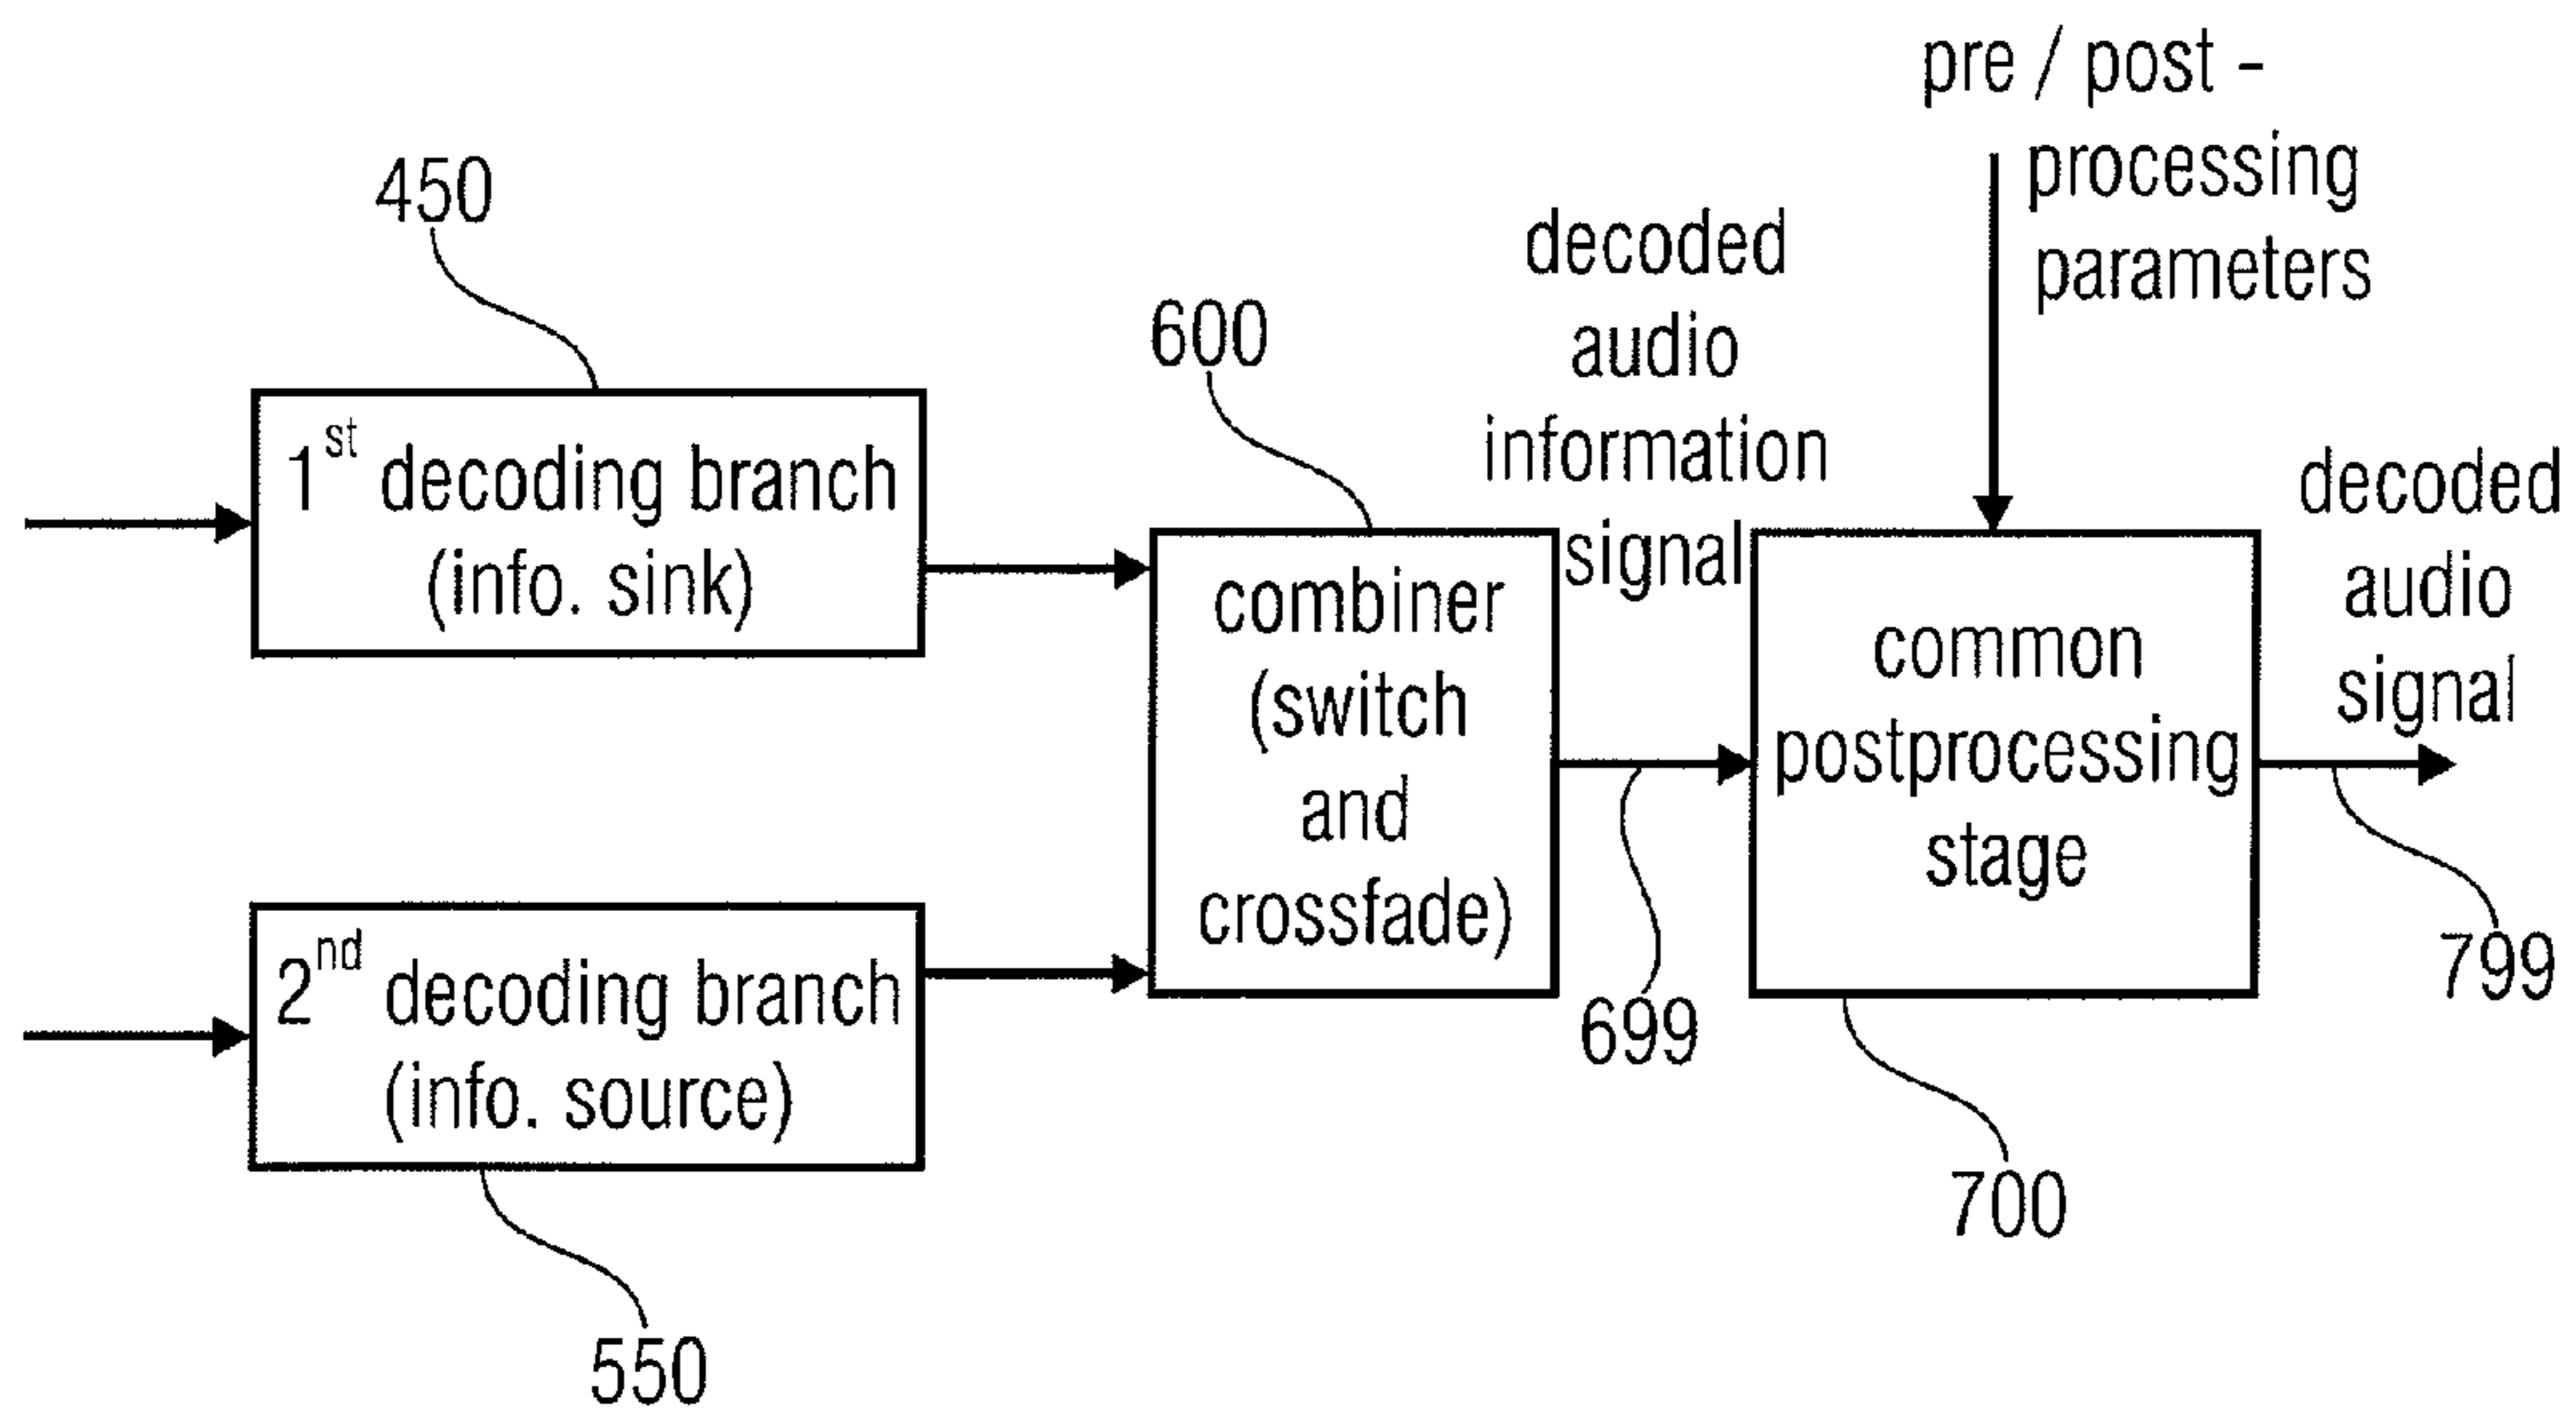 pre / post -
processing
parameters
450
decoded
audio
information
signal
600
1st decoding branch
(info. sink)
decoded
audio
signal
combiner
(switch
and
crossfade)
common
postprocessing
stage
2nd decoding branch
(info. source)
699
799
700
550